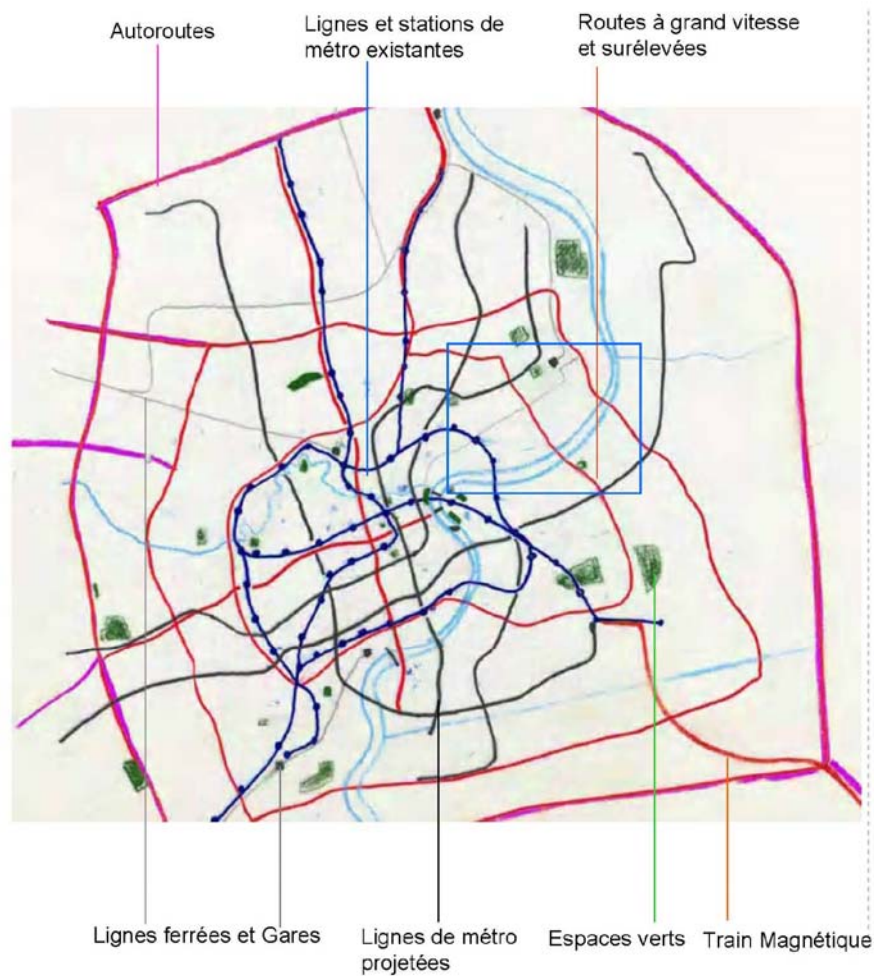 Autoroutes
Lignes et stations de
métro existantes
Routes à grand vitesse
et surélevées
Lignes ferrées et Gares
Lignes de métro
projetées
Espaces verts
Train Magnétique